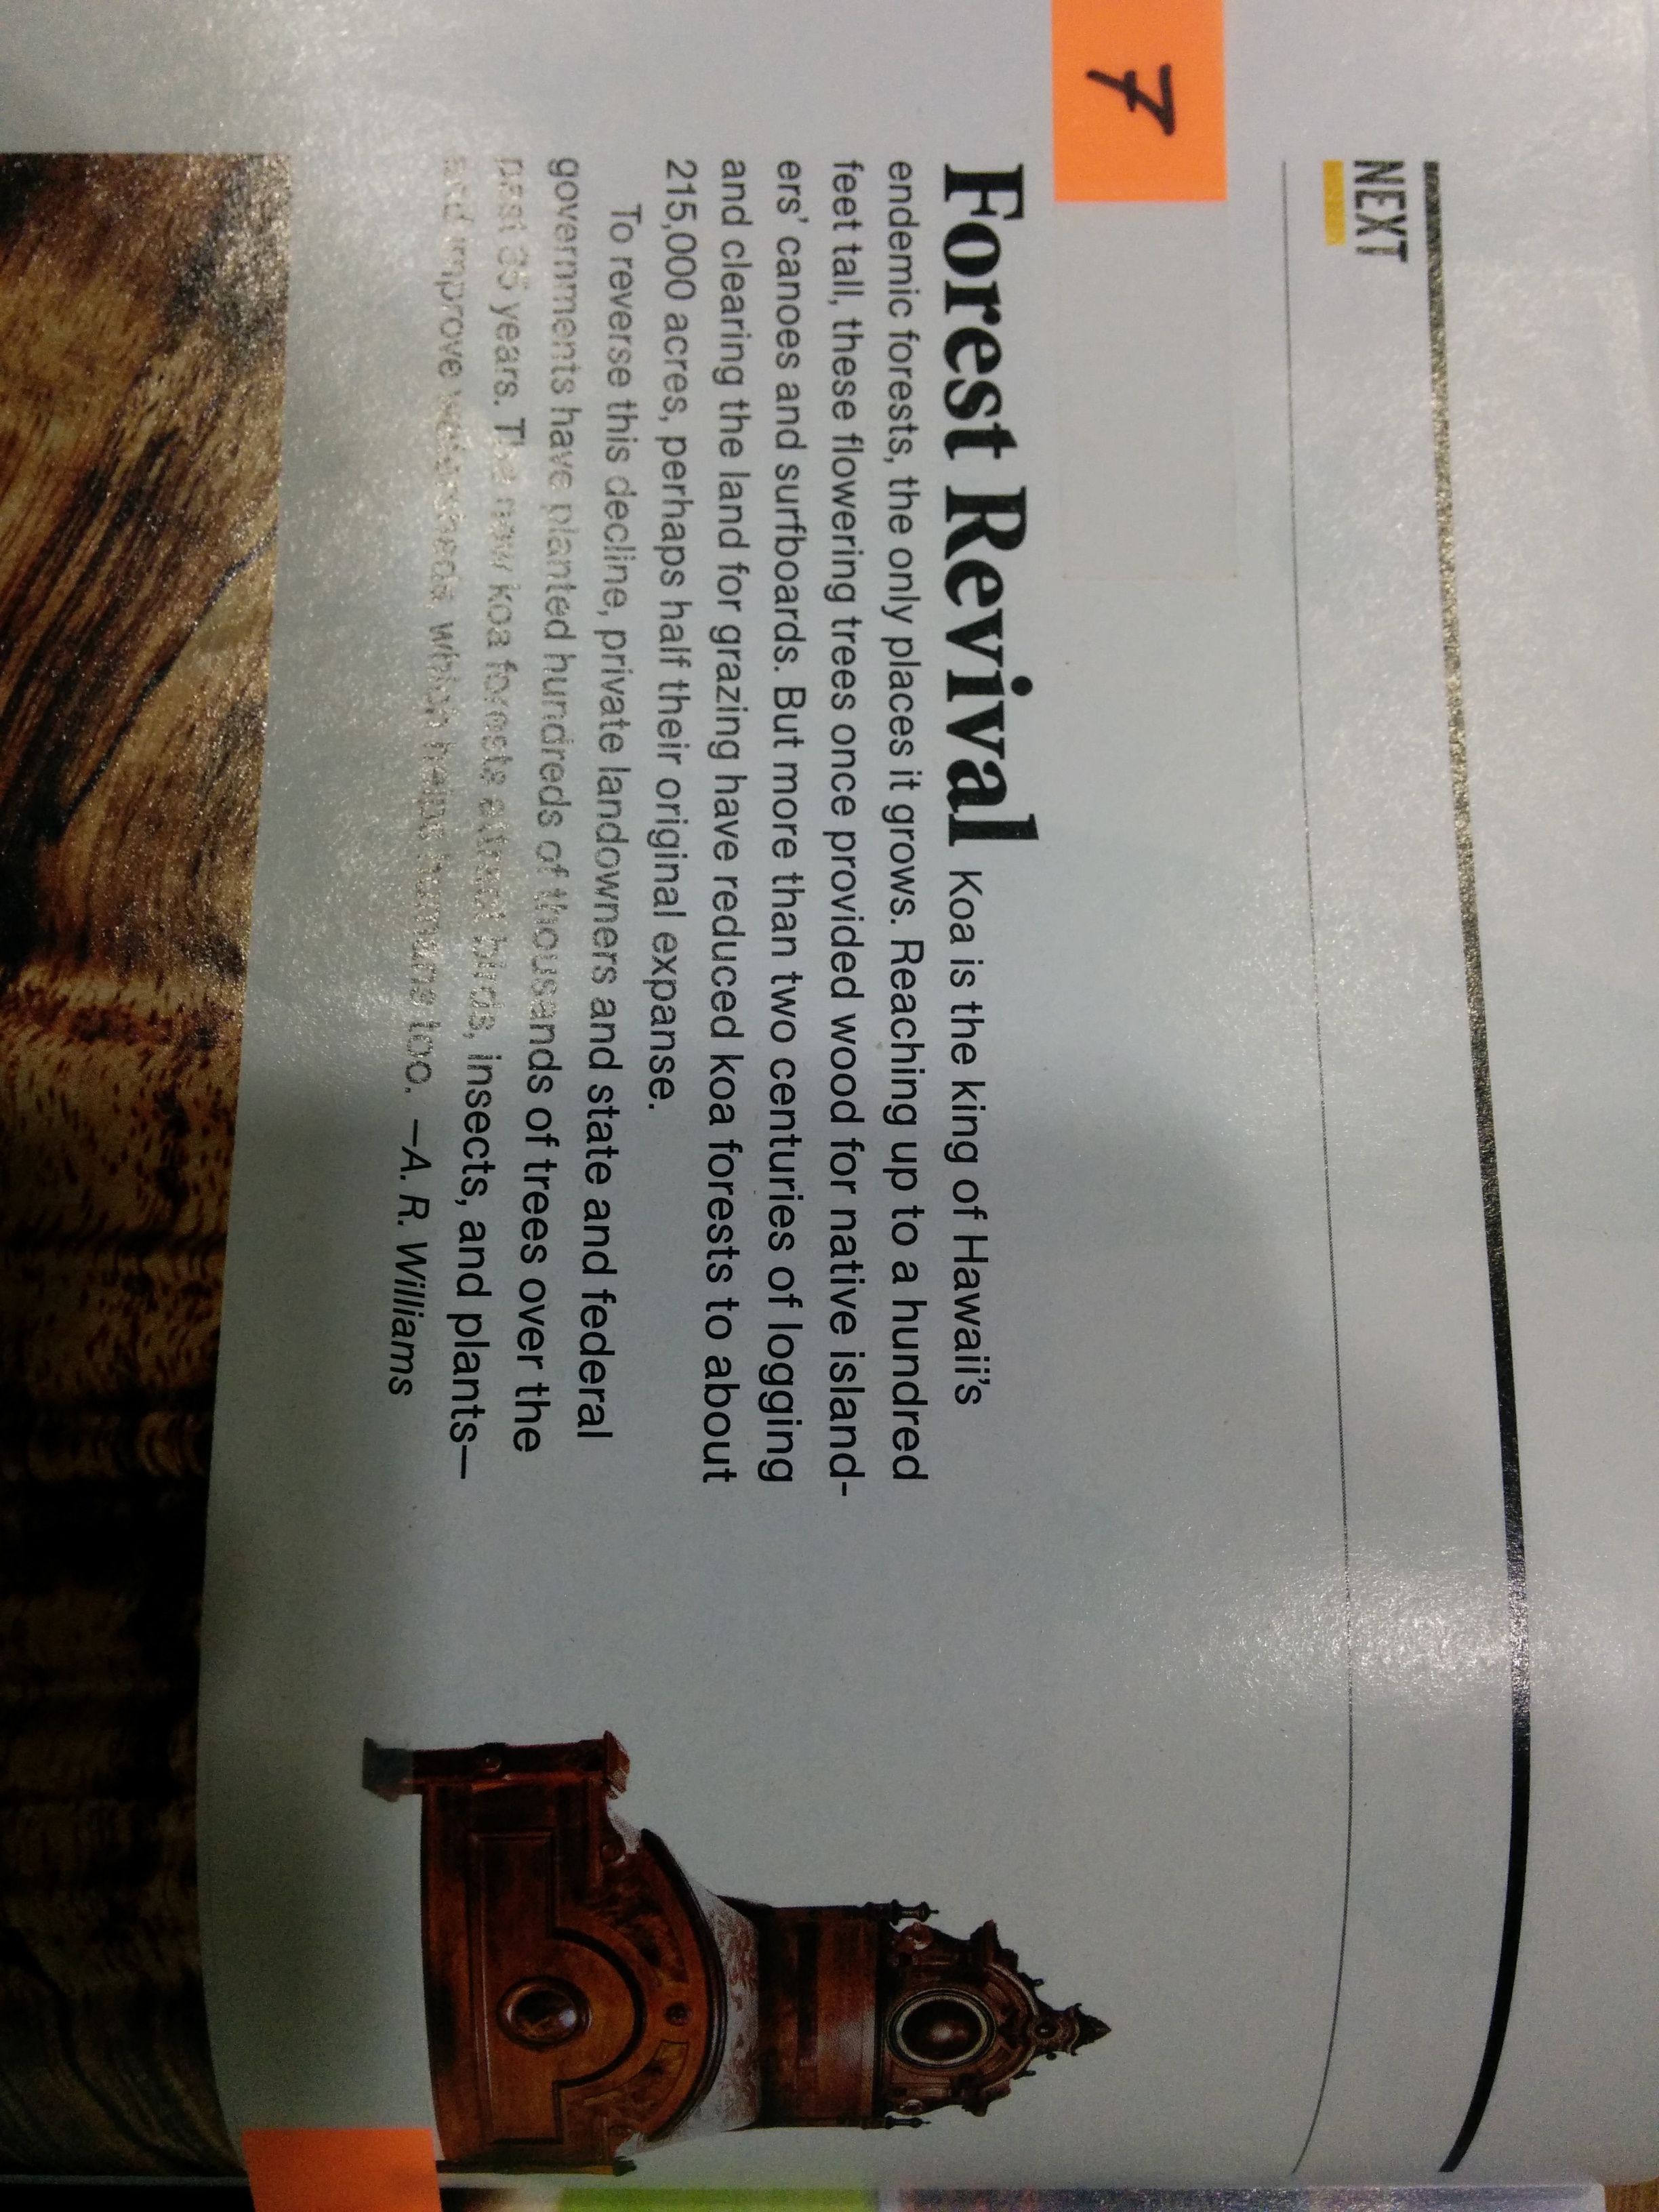 NEXT
7
Forest Revival Koa is the king of Hawaii's
endemic forests, the only places it grows. Reaching up to a hundred
feet tall, these flowering trees once provided wood for native island-
ers' canoes and surfboards. But more than two centuries of logging
and clearing the land for grazing have reduced koa forests to about
215,000 acres, perhaps half their original expanse.
To reverse this decline, private landowners and state and federal
governments have planted hundreds of thousands of trees over the
past 35 years. The new koa forests attract birds, insects, and plants—
and improve watersheds, which helps humans too. —A. R. Williams